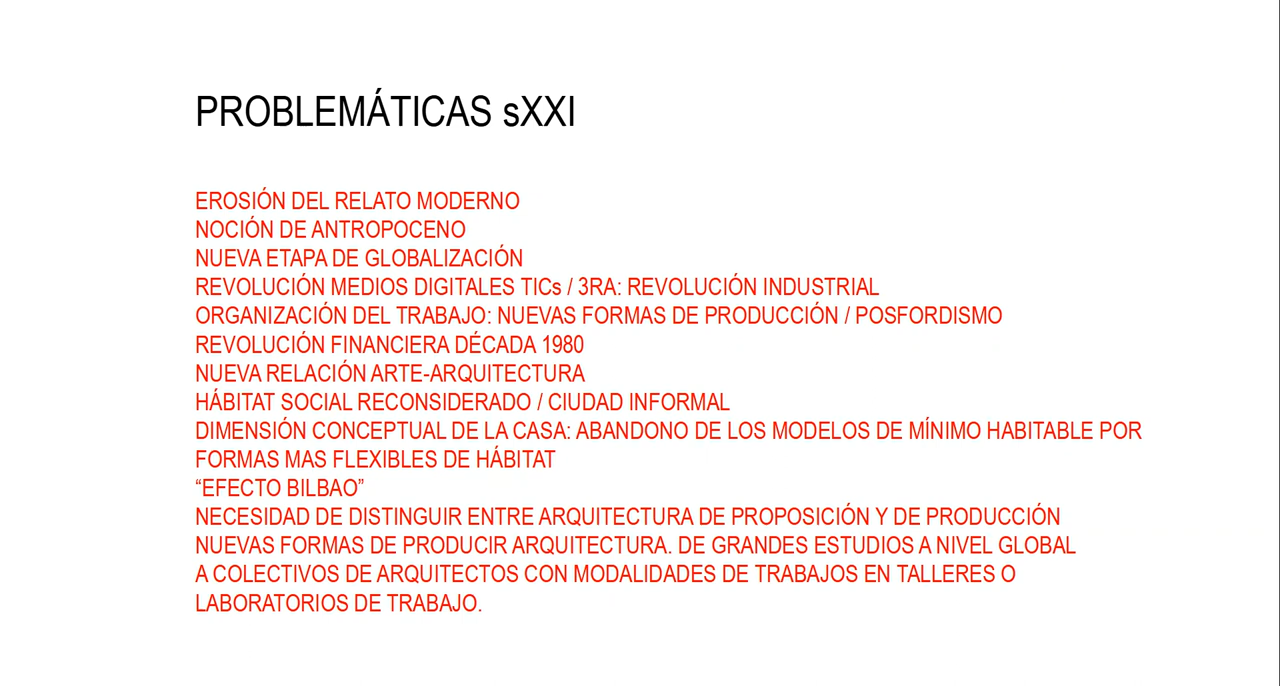 PROBLEMÁTICAS sXXI
EROSIÓN DEL RELATO MODERNO
NOCIÓN DE ANTROPOCENO
NUEVA ETAPA DE GLOBALIZACIÓN
REVOLUCIÓN MEDIOS DIGITALES TICs / 3RA: REVOLUCIÓN INDUSTRIAL
ORGANIZACIÓN DEL TRABAJO: NUEVAS FORMAS DE PRODUCCIÓN / POSFORDISMO
REVOLUCIÓN FINANCIERA DÉCADA 1980
NUEVA RELACIÓN ARTE-ARQUITECTURA
HÁBITAT SOCIAL RECONSIDERADO / CIUDAD INFORMAL
DIMENSIÓN CONCEPTUAL DE LA CASA: ABANDONO DE LOS MODELOS DE MÍNIMO HABITABLE POR
FORMAS MAS FLEXIBLES DE HÁBITAT
“EFECTO BILBAO”
NECESIDAD DE DISTINGUIR ENTRE ARQUITECTURA DE PROPOSICIÓN Y DE PRODUCCIÓN
NUEVAS FORMAS DE PRODUCIR ARQUITECTURA. DE GRANDES ESTUDIOS A NIVEL GLOBAL
A COLECTIVOS DE ARQUITECTOS CON MODALIDADES DE TRABAJOS EN TALLERES O
LABORATORIOS DE TRABAJO.